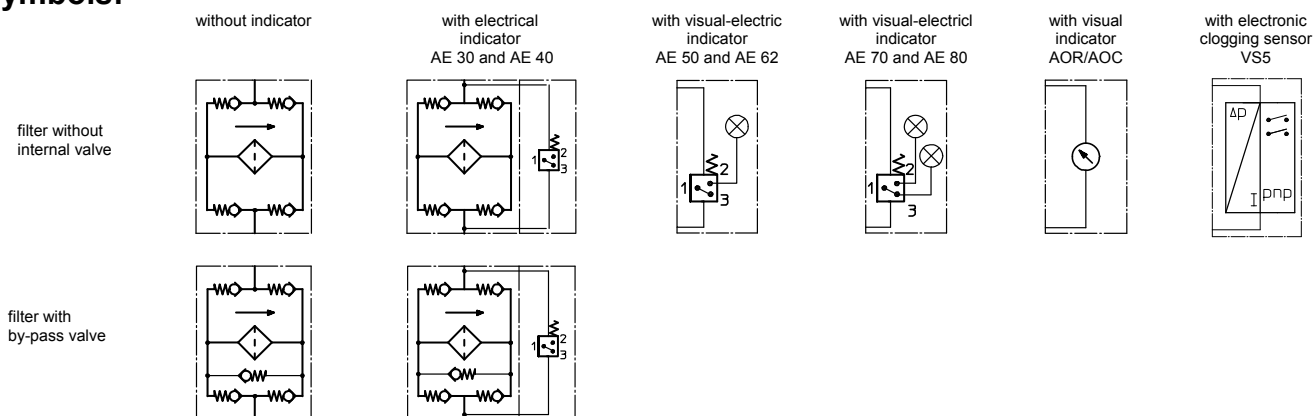 ymbols:
without indicator
with electrical
indicator
AE 30 and AE 40
with visual-electric
indicator
AE 50 and AE 62
with visual-electricl
indicator
AE 70 and AE 80
with visual
indicator
AOR/AOC
with electronic
clogging sensor
VS5
filter without
internal valve
1 2
3
1 2
3
1 2
3
Δp
I pnp
filter with
by-pass valve
1 2
3